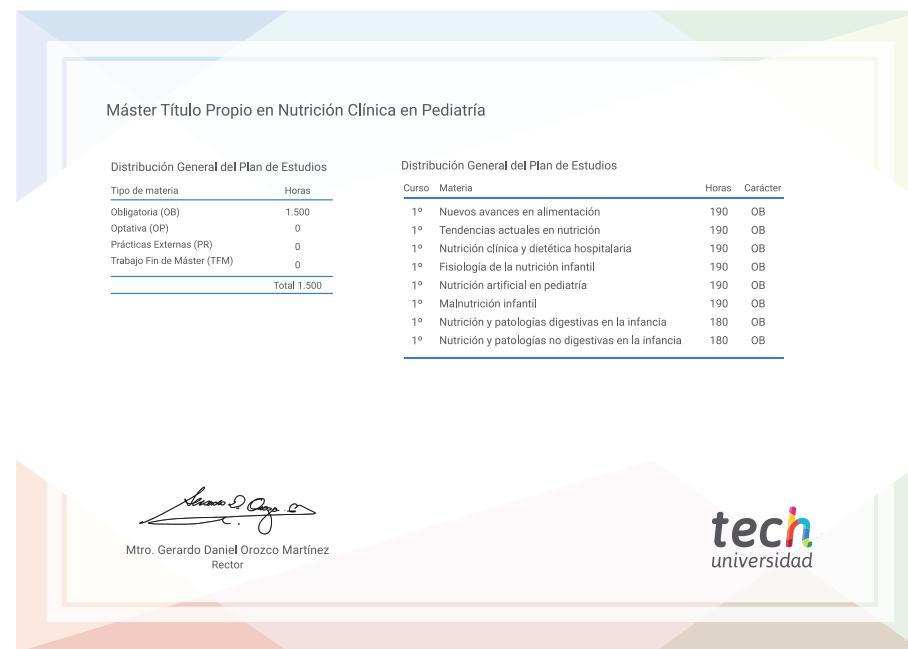 Máster Título Propio en Nutrición Clínica en Pediatría
Distribución General del Plan de Estudios
Tipo de materia Horas
Obligatoria (OB) 1.500
Optativa (OP) 0
Prácticas Externas (PR) 0
Trabajo Fin de Máster (TFM) 0
Total 1.500
Distribución General del Plan de Estudios
Curso Materia Horas Carácter
1º Nuevos avances en alimentación 190 OB
1º Tendencias actuales en nutrición 190 OB
1º Nutrición clínica y dietética hospitalaria 190 OB
1º Fisiología de la nutrición infantil 190 OB
1º Nutrición artificial en pediatría 190 OB
1º Malnutrición infantil 190 OB
1º Nutrición y patologías digestivas en la infancia 180 OB
1º Nutrición y patologías no digestivas en la infancia 180 OB
Mtro. Gerardo Daniel Orozco Martínez
Rector
tech
universidad